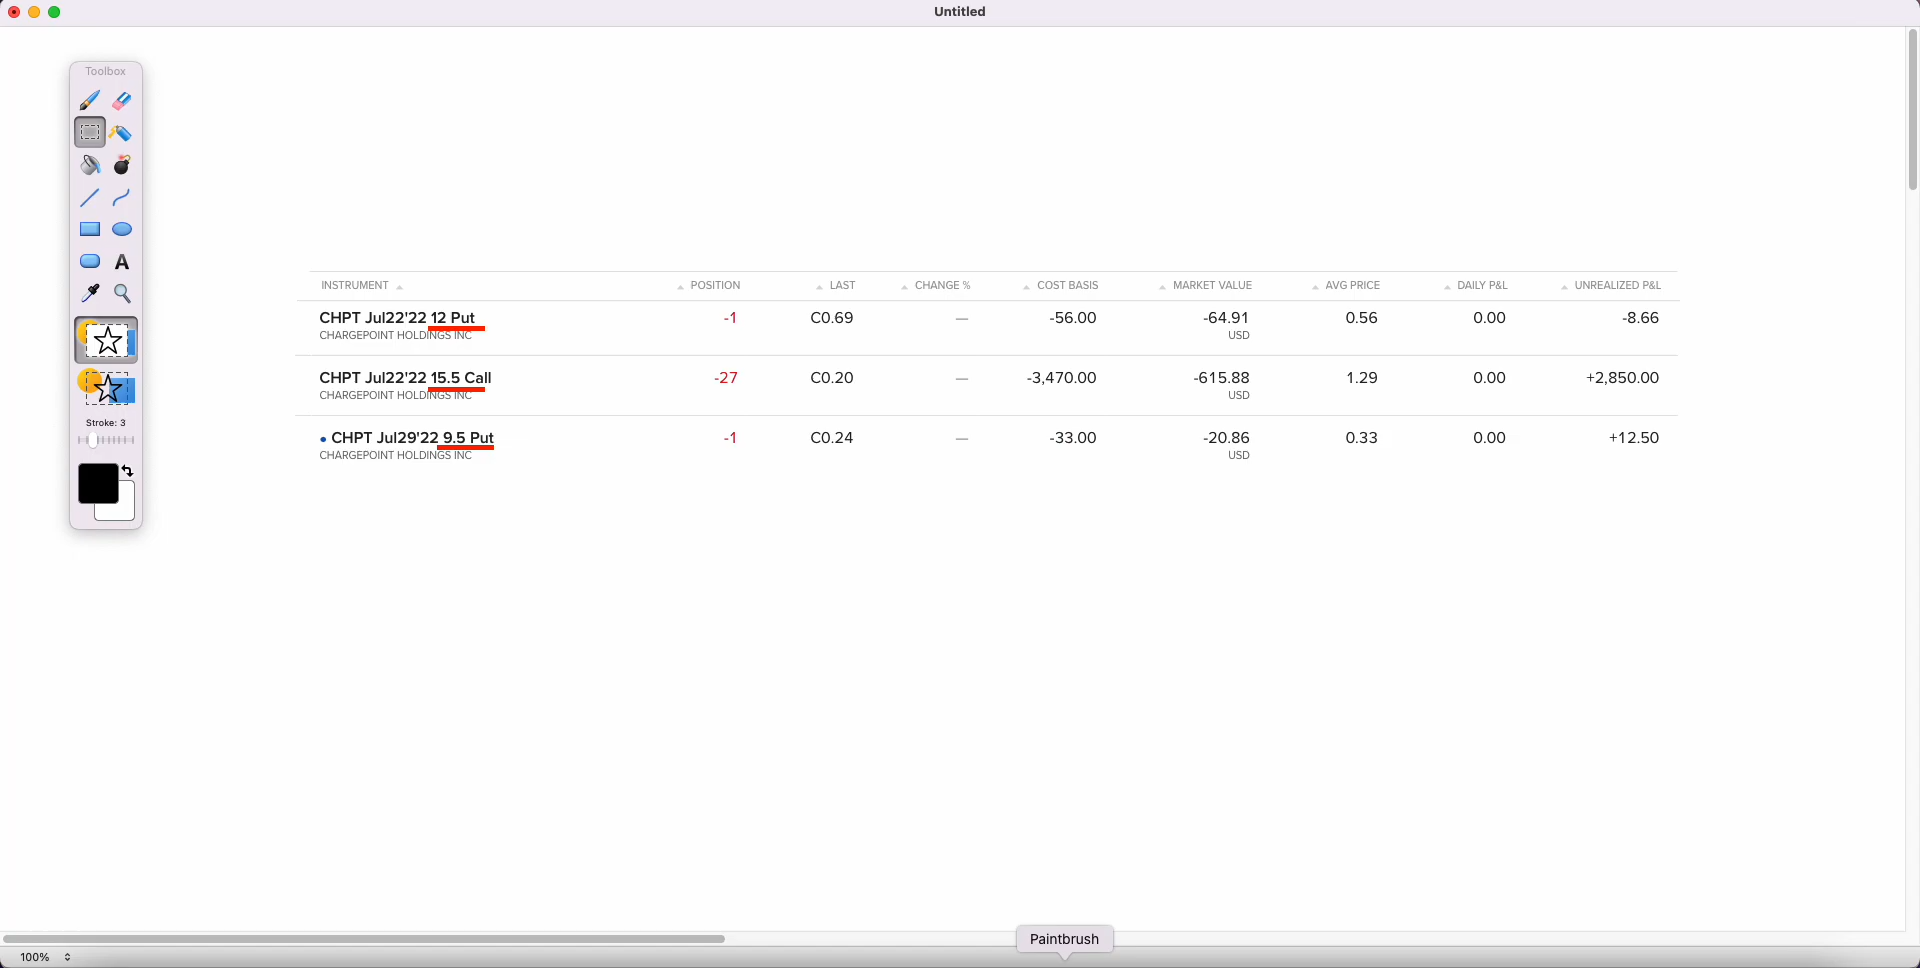 Untitled
Toolbox
A
Stroke: 3
INSTRUMENT POSITION LAST CHANGE % COST BASIS MARKET VALUE AVG PRICE DAILY P&L UNREALIZED P&L
CHPT Jul22'22 12 Put -1 C0.69 — -56.00 -64.91 0.56 0.00 -8.66
CHARGEPOINT HOLDINGS INC USD
CHPT Jul22'22 15.5 Call -27 C0.20 — -3,470.00 -615.88 1.29 0.00 +2,850.00
CHARGEPOINT HOLDINGS INC USD
CHPT Jul29'22 9.5 Put -1 C0.24 — -33.00 -20.86 0.33 0.00 +12.50
CHARGEPOINT HOLDINGS INC USD
Paintbrush
100%